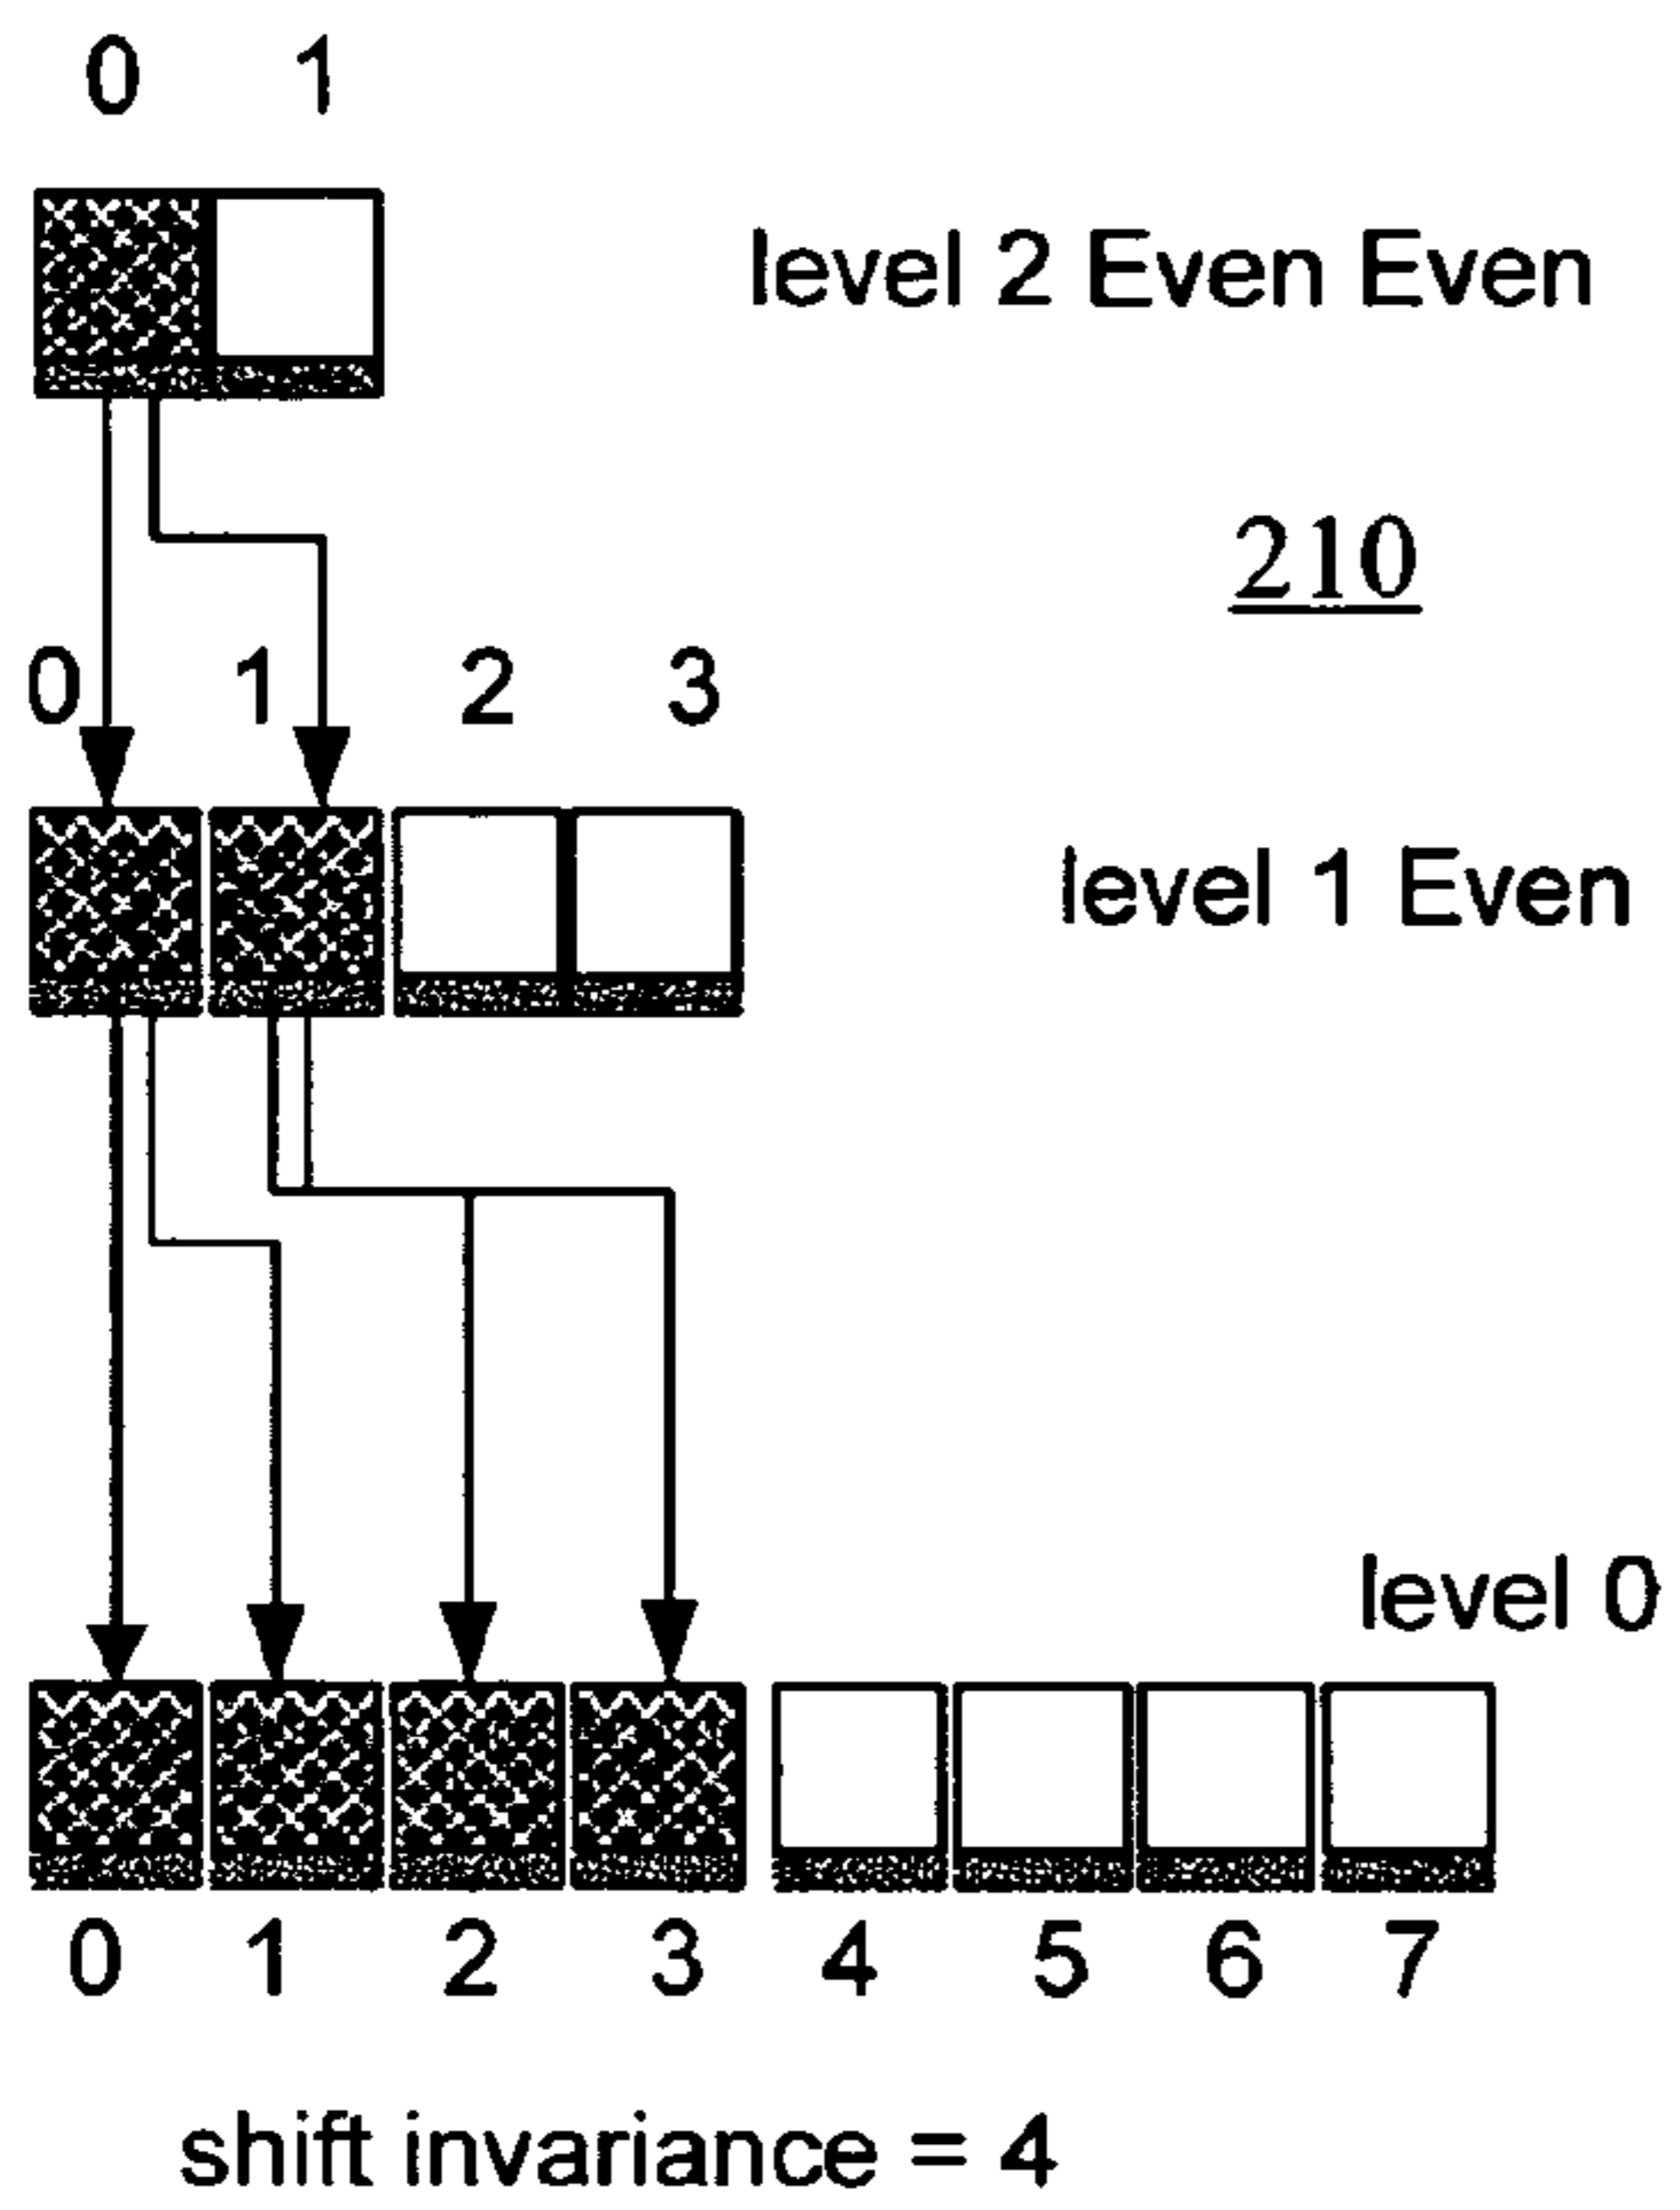 0 1
level 2 Even Even
210
0 1 2 3
level 1 Even
level 0
0 1 2 3 4 5 6 7
shift invariance = 4